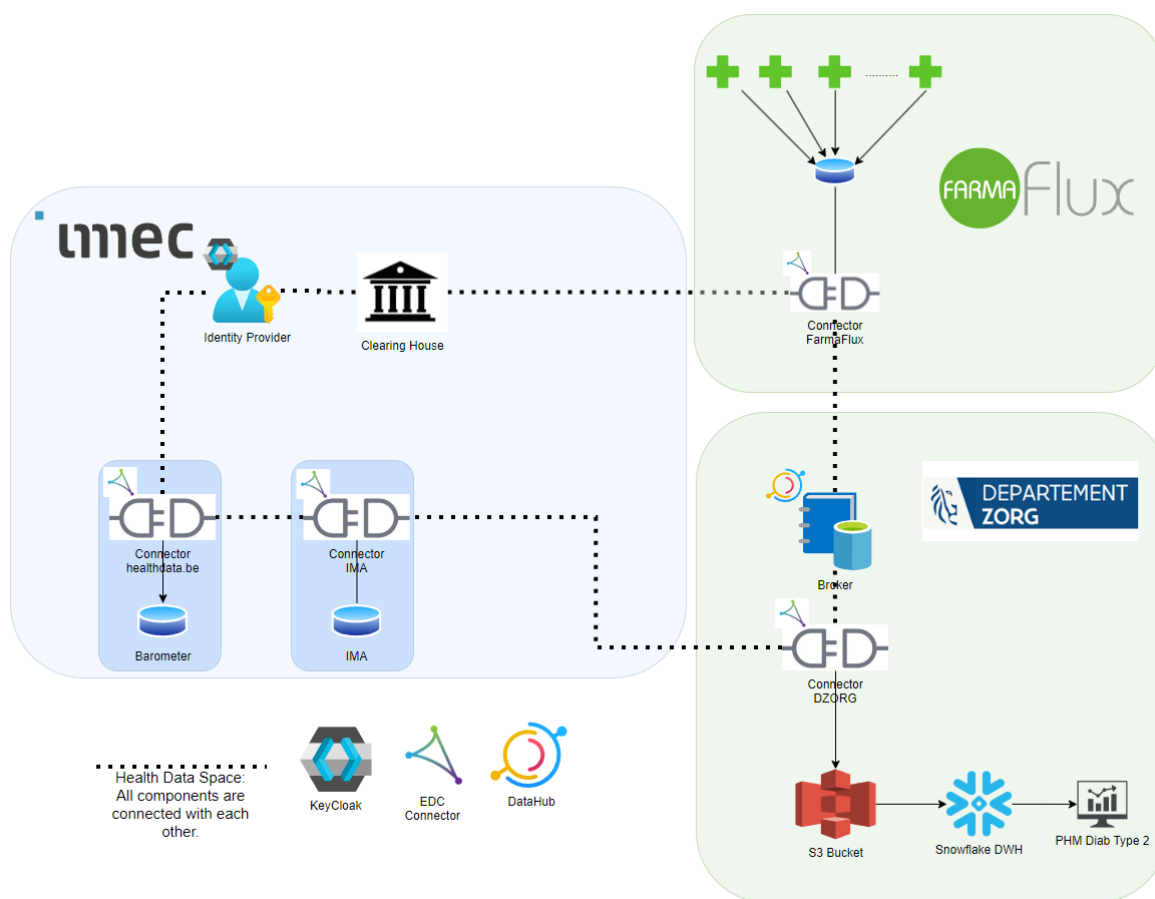 FARMA Flux
imec
Identity Provider
Clearing House
Connector
FarmaFlux
DEPARTEMENT
ZORG
Connector
healthdata.be
Connector
IMA
Broker
Barometer
IMA
Connector
DZORG
Health Data Space:
All components are
connected with each
other.
KeyCloak
EDC
Connector
DataHub
S3 Bucket
Snowflake DWH
PHM Diab Type 2